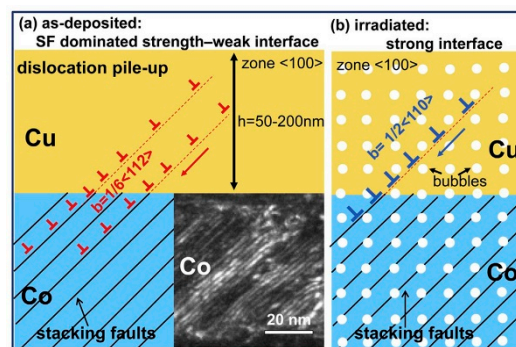 (a) as-deposited:
SF dominated strength–weak interface
dislocation pile-up
zone <100>
h=50-200nm
Cu
b=1/6<112>
Co
stacking faults
Co
20 nm
(b) irradiated:
strong interface
zone <100>
b= 1/2<110>
Cu
bubbles
Co
stacking faults